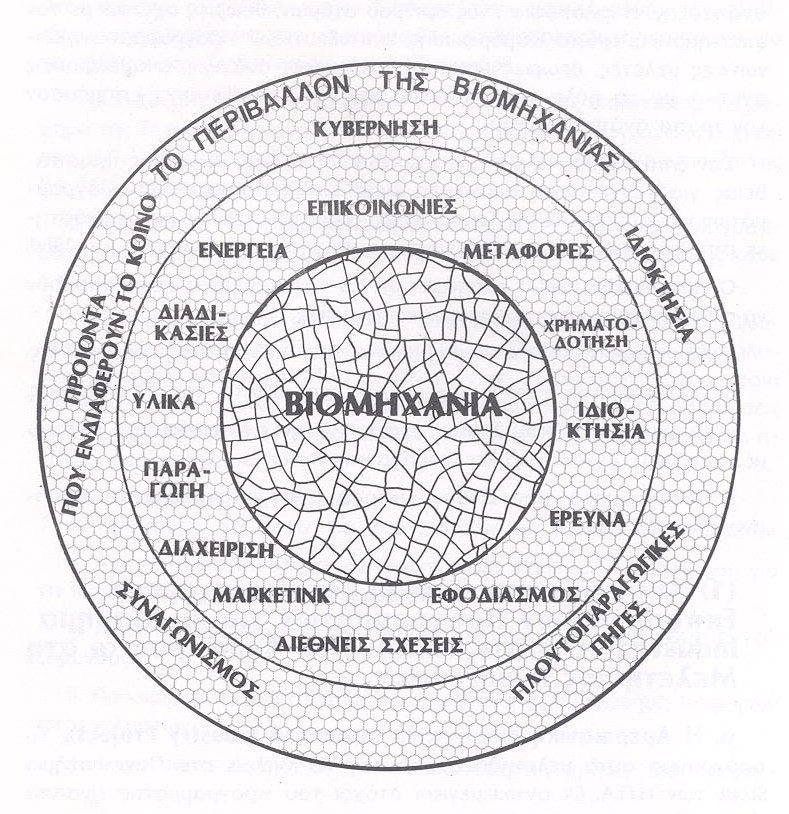 ΤΟ ΠΕΡΙΒΑΛΛΟΝ ΤΗΣ ΒΙΟΜΗΧΑΝΙΑΣ
ΚΥΒΕΡΝΗΣΗ
ΙΔΙΟΚΤΗΣΙΑ
ΠΛΟΥΤΟΠΑΡΑΓΩΓΙΚΕΣ
ΠΗΓΕΣ
ΣΥΝΑΓΩΝΙΣΜΟΣ
ΠΡΟΙΟΝΤΑ
ΠΟΥ ΕΝΔΙΑΦΕΡΟΥΝ ΤΟ ΚΟΙΝΟ
ΕΠΙΚΟΙΝΩΝΙΕΣ
ΜΕΤΑΦΟΡΕΣ
ΧΡΗΜΑΤΟ-
ΔΟΤΗΣΗ
ΙΔΙΟ-
ΚΤΗΣΙΑ
ΕΡΕΥΝΑ
ΕΦΟΔΙΑΣΜΟΣ
ΔΙΕΘΝΕΙΣ ΣΧΕΣΕΙΣ
ΜΑΡΚΕΤΙΝΚ
ΔΙΑΧΕΙΡΙΣΗ
ΠΑΡΑ-
ΓΩΓΗ
ΥΛΙΚΑ
ΔΙΑΔΙ-
ΚΑΣΙΕΣ
ΕΝΕΡΓΕΙΑ
ΒΙΟΜΗΧΑΝΙΑ